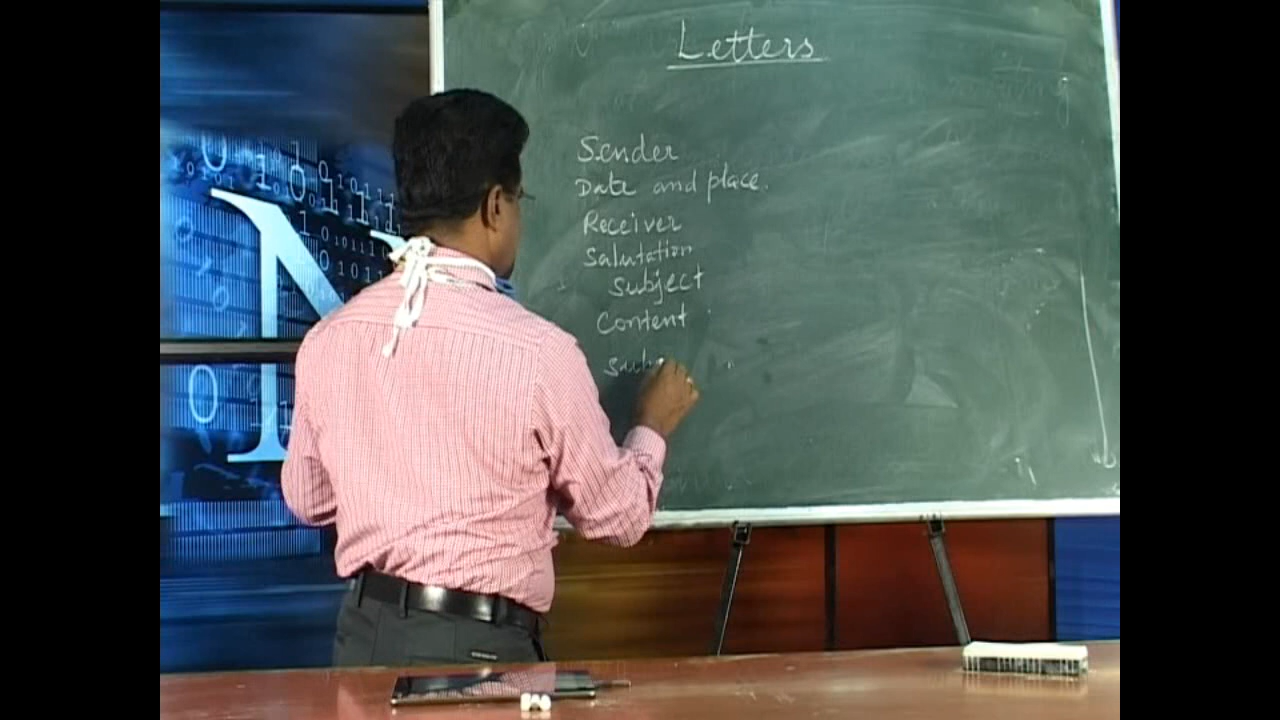 Letters
Sender
Date and place.
Receiver
Salutation
Subject
Content